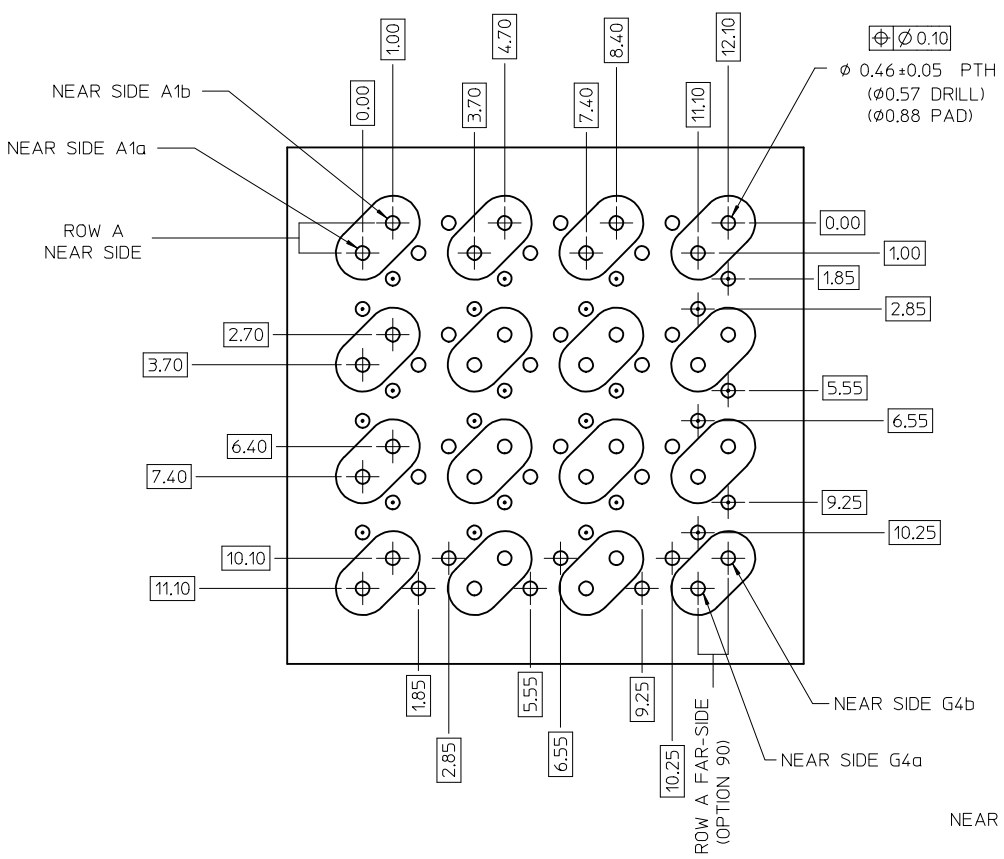 1.00
4.70
8.40
12.10
⌖ ⌀ 0.10
⌀ 0.46±0.05 PTH
(⌀0.57 DRILL)
(⌀0.88 PAD)
NEAR SIDE A1b
0.00
3.70
7.40
11.10
NEAR SIDE A1a
ROW A
NEAR SIDE
0.00
1.00
1.85
2.85
2.70
3.70
5.55
6.55
6.40
7.40
9.25
10.25
10.10
11.10
1.85
2.85
5.55
6.55
9.25
10.25
ROW A FAR-SIDE
(OPTION 90)
NEAR SIDE G4b
NEAR SIDE G4a
NEAR